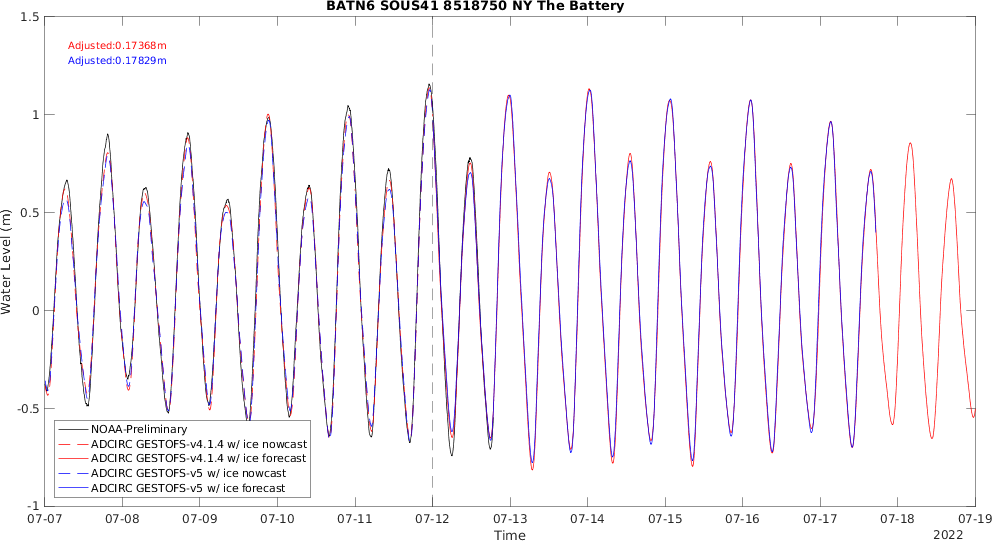 BATN6 SOUS41 8518750 NY The Battery
Adjusted:0.17368m
Adjusted:0.17829m
1.5
1
0.5
0
-0.5
-1
Water Level (m)
NOAA-Preliminary
ADCIRC GESTOFS-v4.1.4 w/ ice nowcast
ADCIRC GESTOFS-v4.1.4 w/ ice forecast
ADCIRC GESTOFS-v5 w/ ice nowcast
ADCIRC GESTOFS-v5 w/ ice forecast
07-07 07-08 07-09 07-10 07-11 07-12 07-13 07-14 07-15 07-16 07-17 07-18 07-19
Time
2022